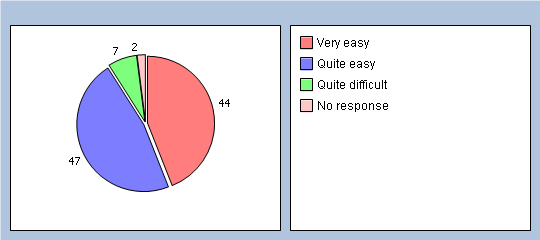 7 2
44
47
Very easy
Quite easy
Quite difficult
No response